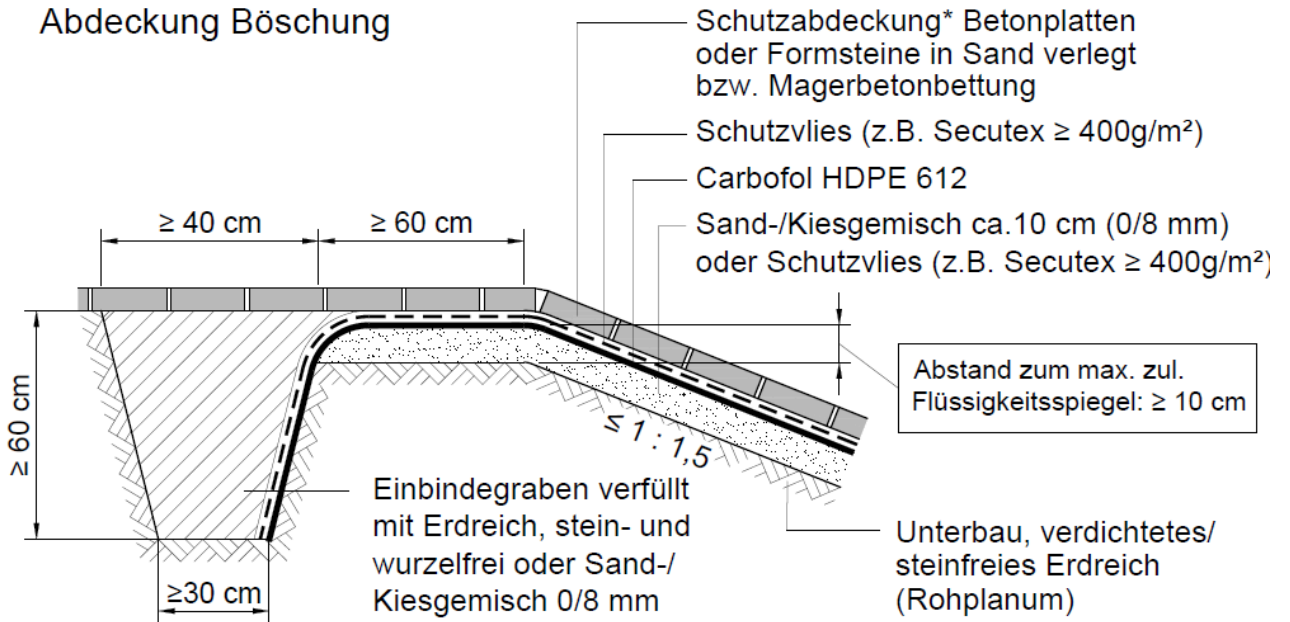 Abdeckung Böschung
Schutzabdeckung* Betonplatten
oder Formsteine in Sand verlegt
bzw. Magerbetonbettung
Schutzvlies (z.B. Secutex ≥ 400g/m²)
Carbofol HDPE 612
Sand-/Kiesgemisch ca.10 cm (0/8 mm)
oder Schutzvlies (z.B. Secutex ≥ 400g/m²)
≥ 40 cm
≥ 60 cm
≥ 60 cm
Abstand zum max. zul.
Flüssigkeitsspiegel: ≥ 10 cm
≤ 1 : 1,5
Einbindegraben verfüllt
mit Erdreich, stein- und
wurzelfrei oder Sand-/
Kiesgemisch 0/8 mm
≥30 cm
Unterbau, verdichtetes/
steinfreies Erdreich
(Rohplanum)